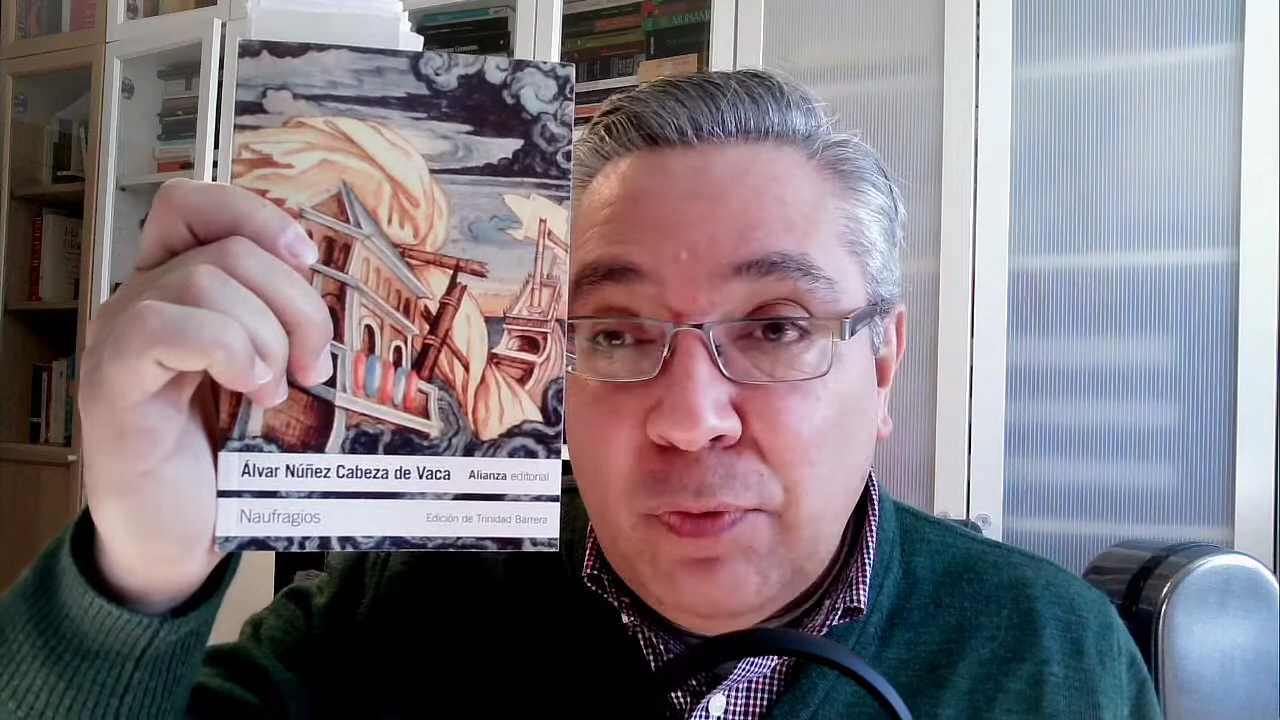 Álvar Núñez Cabeza de Vaca Alianza editorial
Naufragios Edición de Trinidad Barrera